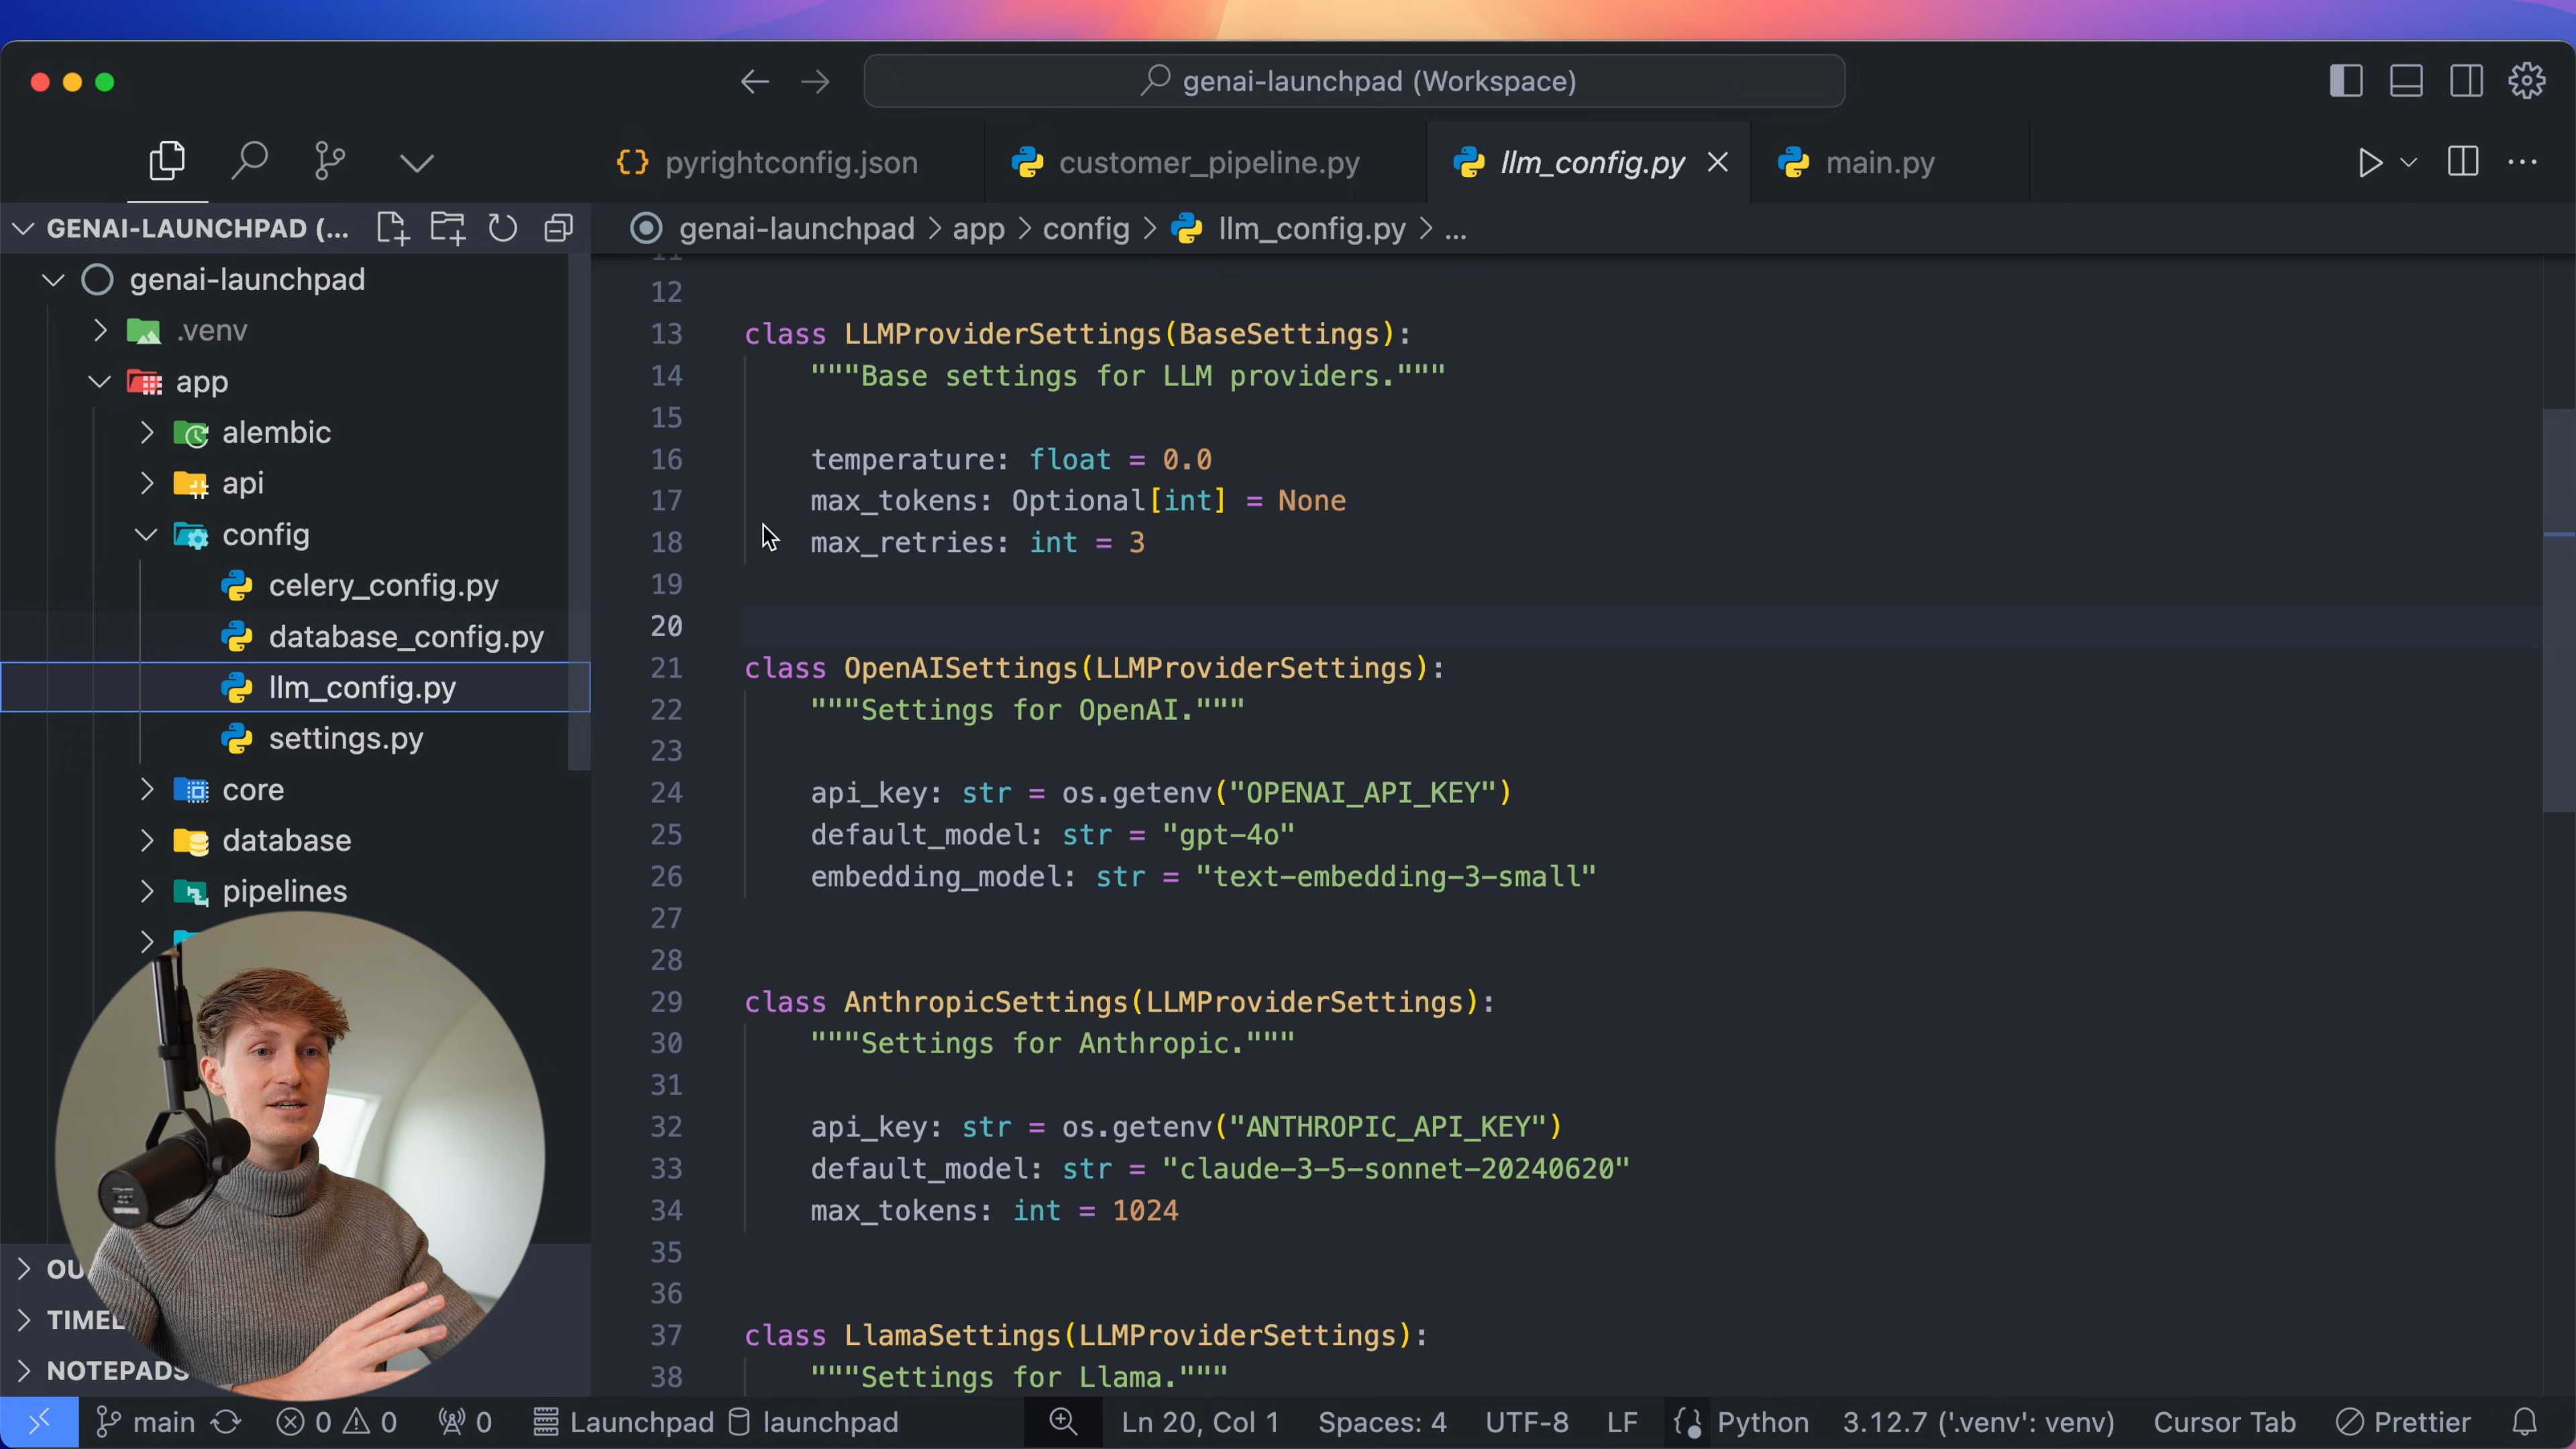 genai-launchpad (Workspace)
pyrightconfig.json
customer_pipeline.py
llm_config.py
main.py
GENAI-LAUNCHPAD (...
genai-launchpad > app > config > llm_config.py > ...
genai-launchpad
.venv
app
alembic
api
config
celery_config.py
database_config.py
llm_config.py
settings.py
core
database
pipelines
OU
TIMEL
NOTEPADS
11
12
13 class LLMProviderSettings(BaseSettings):
14 """Base settings for LLM providers."""
15
16 temperature: float = 0.0
17 max_tokens: Optional[int] = None
18 max_retries: int = 3
19
20
21 class OpenAISettings(LLMProviderSettings):
22 """Settings for OpenAI."""
23
24 api_key: str = os.getenv("OPENAI_API_KEY")
25 default_model: str = "gpt-4o"
26 embedding_model: str = "text-embedding-3-small"
27
28
29 class AnthropicSettings(LLMProviderSettings):
30 """Settings for Anthropic."""
31
32 api_key: str = os.getenv("ANTHROPIC_API_KEY")
33 default_model: str = "claude-3-5-sonnet-20240620"
34 max_tokens: int = 1024
35
36
37 class LlamaSettings(LLMProviderSettings):
38 """Settings for Llama."""
main 0 0 0 Launchpad launchpad Ln 20, Col 1 Spaces: 4 UTF-8 LF Python 3.12.7 ('.venv': venv) Cursor Tab Prettier